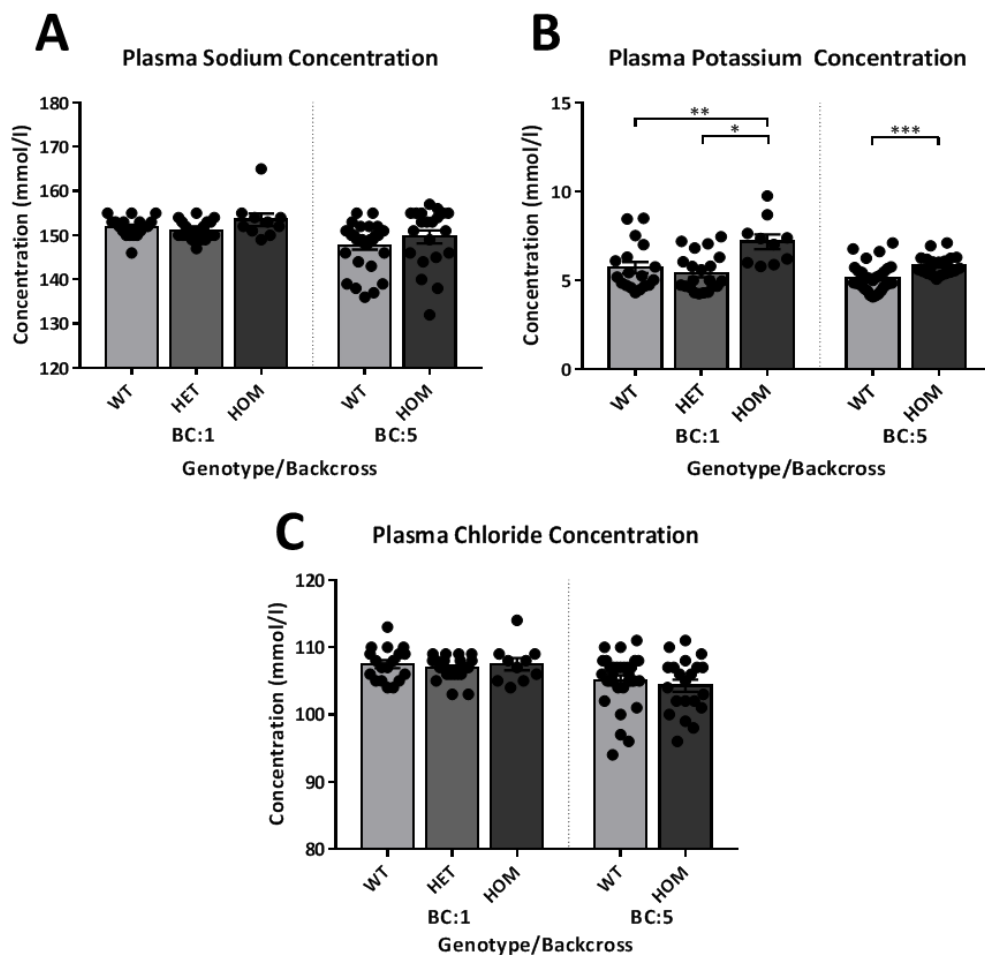 A
Plasma Sodium Concentration
Concentration (mmol/l)
180
170
160
150
140
130
120
WT
HET
HOM
WT
HOM
BC:1
BC:5
Genotype/Backcross
B
Plasma Potassium Concentration
Concentration (mmol/l)
15
10
5
0
**
*
***
WT
HET
HOM
WT
HOM
BC:1
BC:5
Genotype/Backcross
C
Plasma Chloride Concentration
Concentration (mmol/l)
120
110
100
90
80
WT
HET
HOM
WT
HOM
BC:1
BC:5
Genotype/Backcross